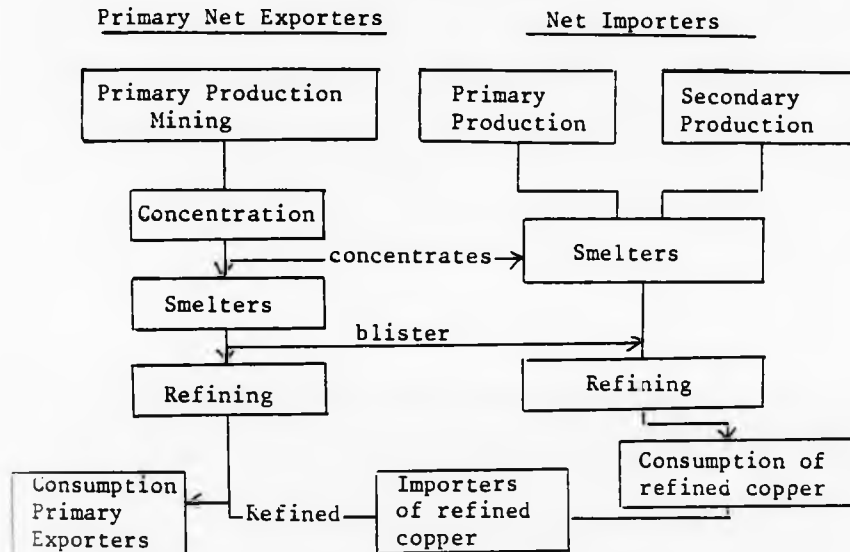 Primary Net Exporters
Net Importers
Primary Production
Mining
Primary
Production
Secondary
Production
Concentration
concentrates
Smelters
Smelters
blister
Refining
Refining
Consumption of
refined copper
Consumption
Primary
Exporters
Refined
Importers
of refined
copper